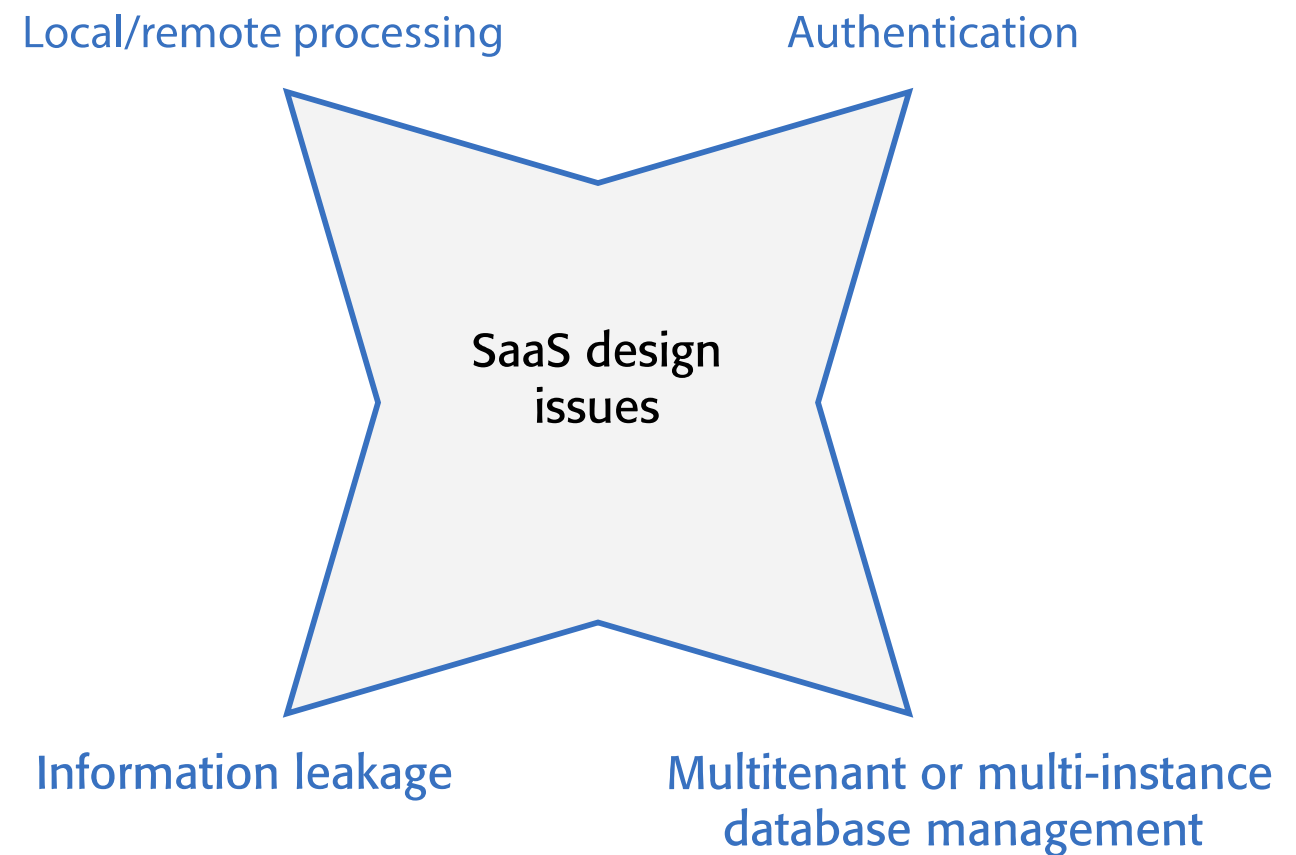 Local/remote processing
Authentication
SaaS design
issues
Information leakage
Multitenant or multi-instance
database management